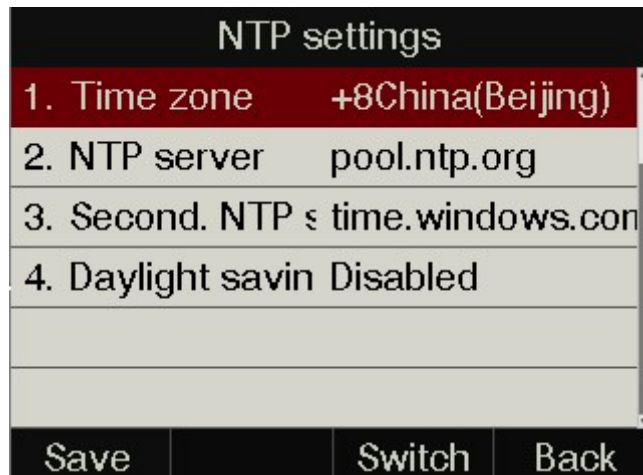 NTP settings
1. Time zone +8China(Beijing)
2. NTP server pool.ntp.org
3. Second. NTP s time.windows.com
4. Daylight savin Disabled
Save Switch Back